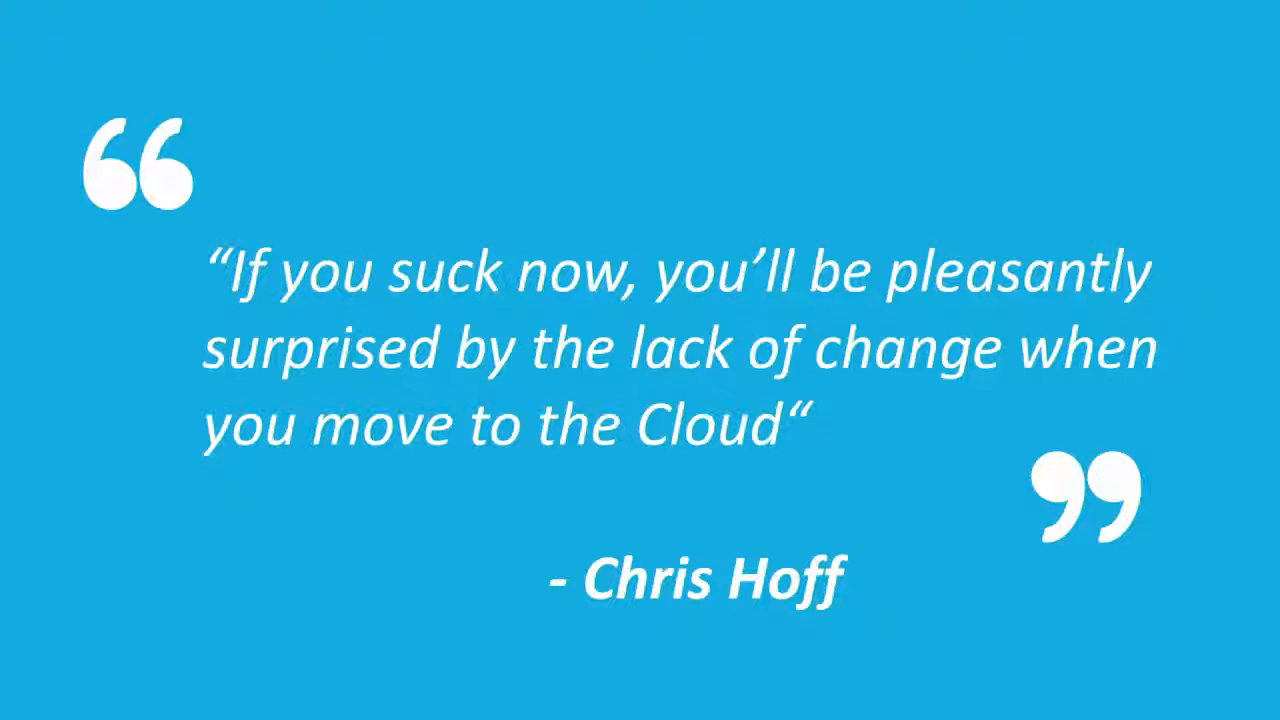 “
“If you suck now, you’ll be pleasantly
surprised by the lack of change when
you move to the Cloud“
”
- Chris Hoff